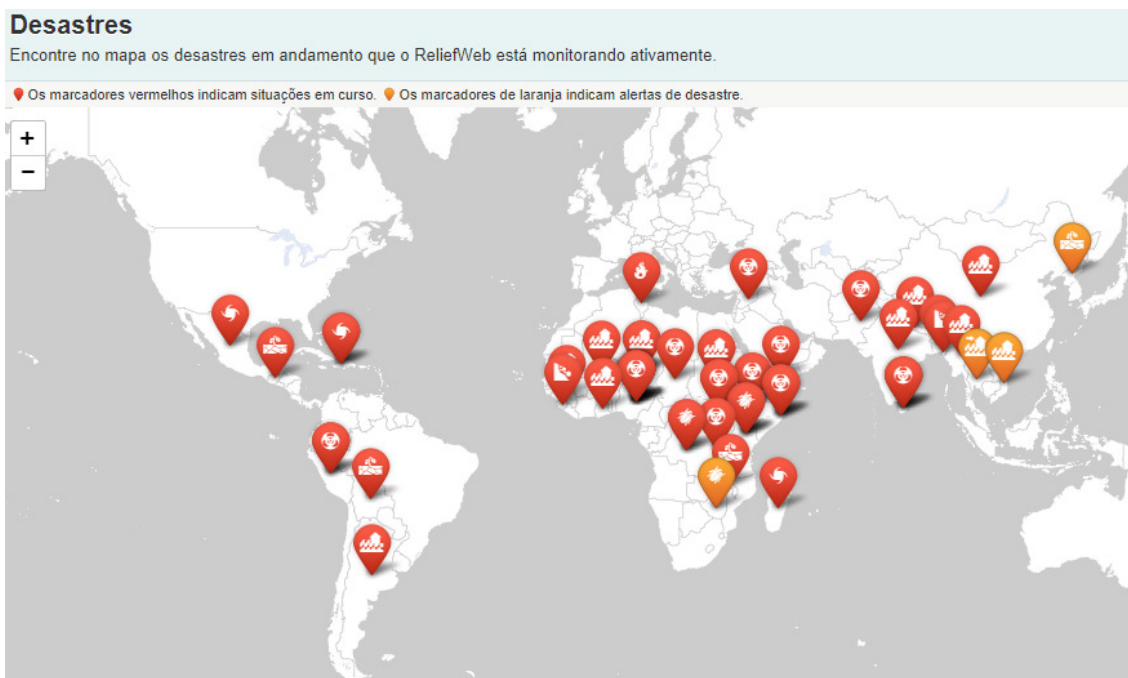 Desastres
Encontre no mapa os desastres em andamento que o ReliefWeb está monitorando ativamente.
Os marcadores vermelhos indicam situações em curso. Os marcadores de laranja indicam alertas de desastre.
+
−